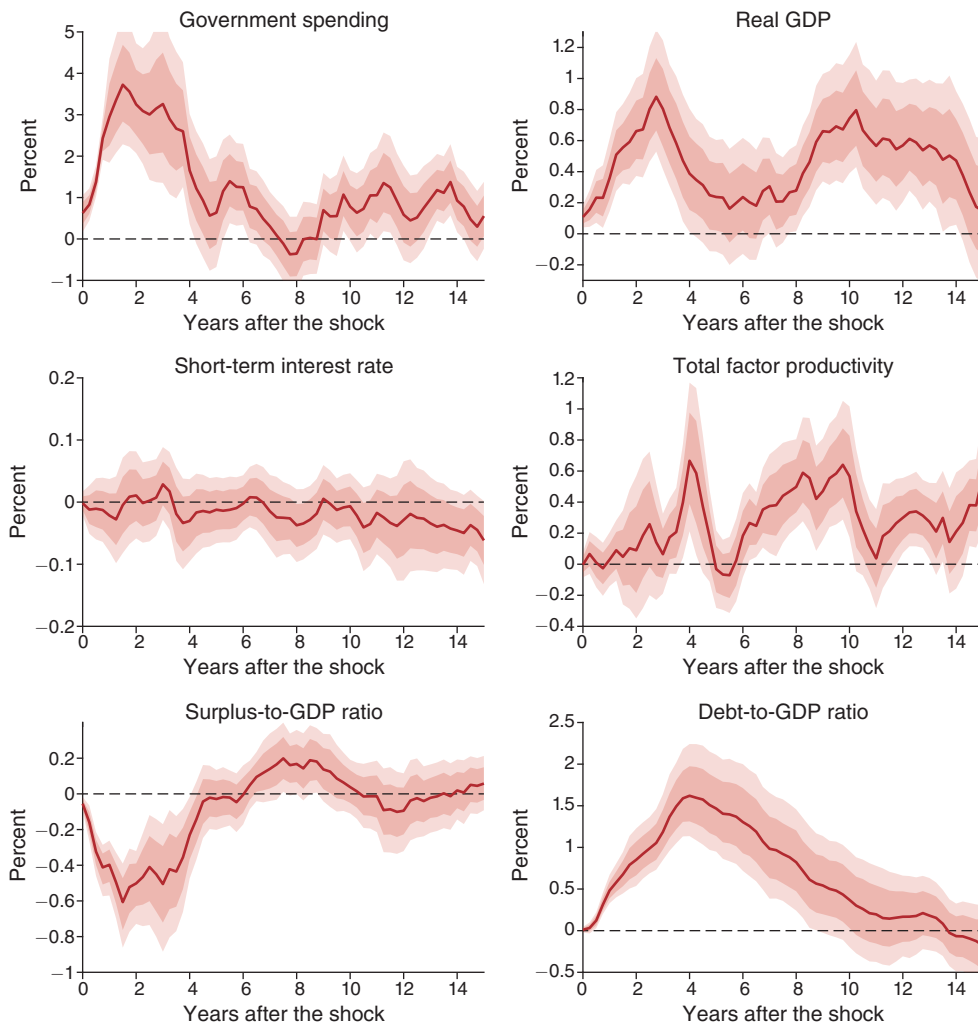 Government spending
5
4
3
2
1
0
−1
Percent
0 2 4 6 8 10 12 14
Years after the shock
Real GDP
1.2
1
0.8
0.6
0.4
0.2
0
−0.2
Percent
0 2 4 6 8 10 12 14
Years after the shock
Short-term interest rate
0.2
0.1
0
−0.1
−0.2
Percent
0 2 4 6 8 10 12 14
Years after the shock
Total factor productivity
1.2
1
0.8
0.6
0.4
0.2
0
−0.2
−0.4
Percent
0 2 4 6 8 10 12 14
Years after the shock
Surplus-to-GDP ratio
0.2
0
−0.2
−0.4
−0.6
−0.8
−1
Percent
0 2 4 6 8 10 12 14
Years after the shock
Debt-to-GDP ratio
2.5
2
1.5
1
0.5
0
−0.5
Percent
0 2 4 6 8 10 12 14
Years after the shock